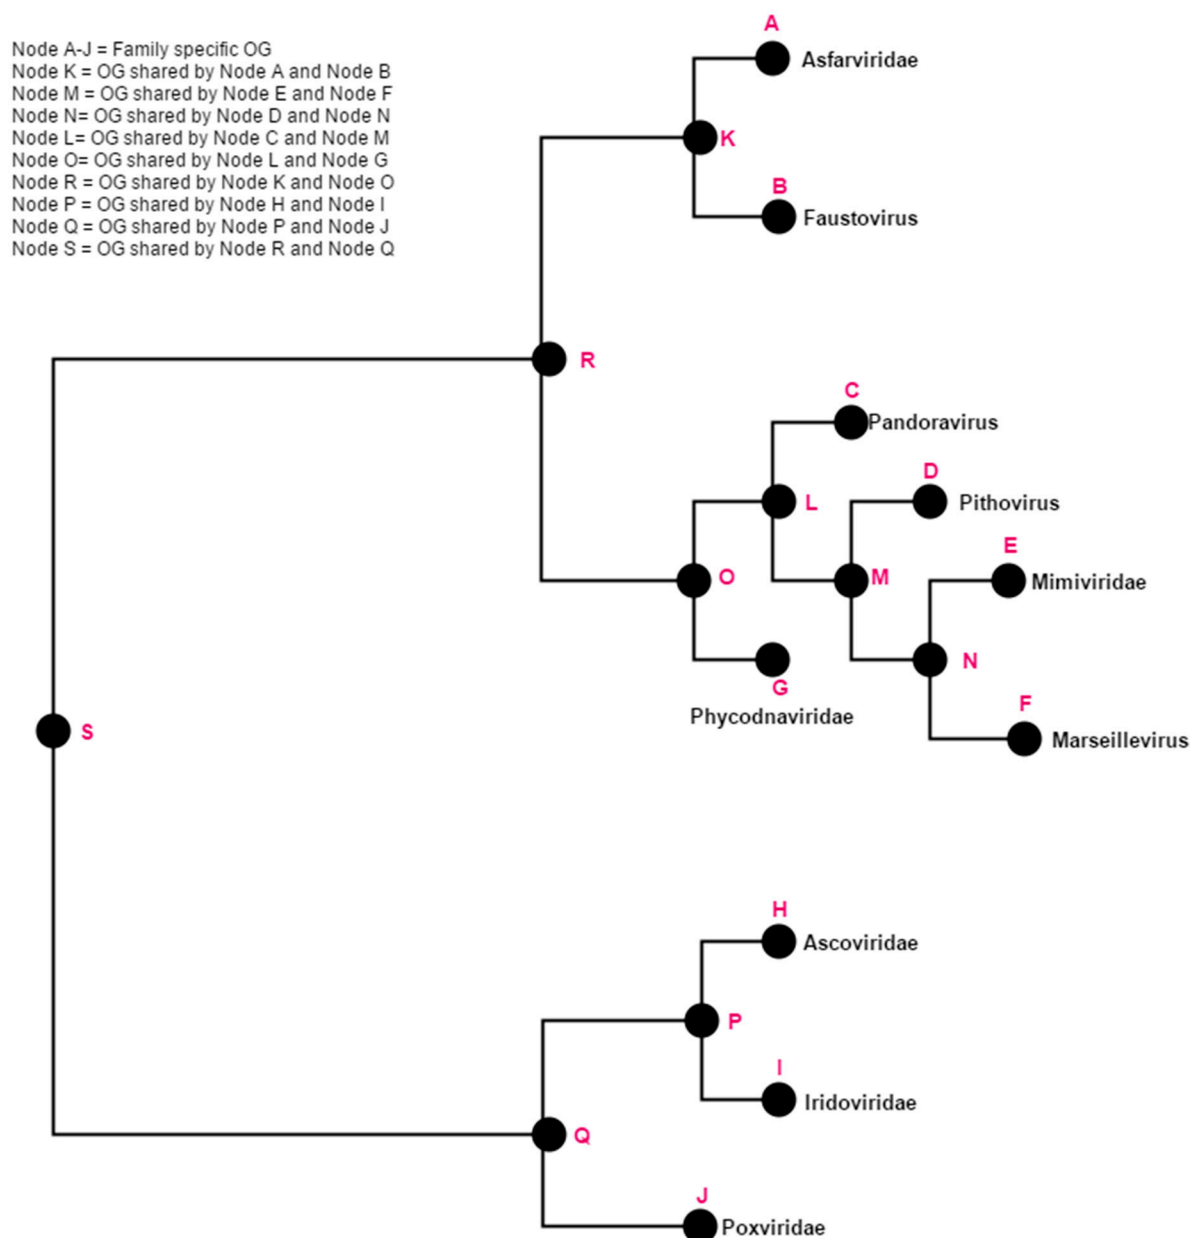 Node A-J = Family specific OG
Node K = OG shared by Node A and Node B
Node M = OG shared by Node E and Node F
Node N= OG shared by Node D and Node N
Node L= OG shared by Node C and Node M
Node O= OG shared by Node L and Node G
Node R = OG shared by Node K and Node O
Node P = OG shared by Node H and Node I
Node Q = OG shared by Node P and Node J
Node S = OG shared by Node R and Node Q
A
Asfarviridae
K
B
Faustovirus
R
C
Pandoravirus
D
L
Pithovirus
E
O
M
Mimiviridae
N
G
F
Phycodnaviridae
S
Marseillevirus
H
Ascoviridae
P
I
Iridoviridae
Q
J
Poxviridae